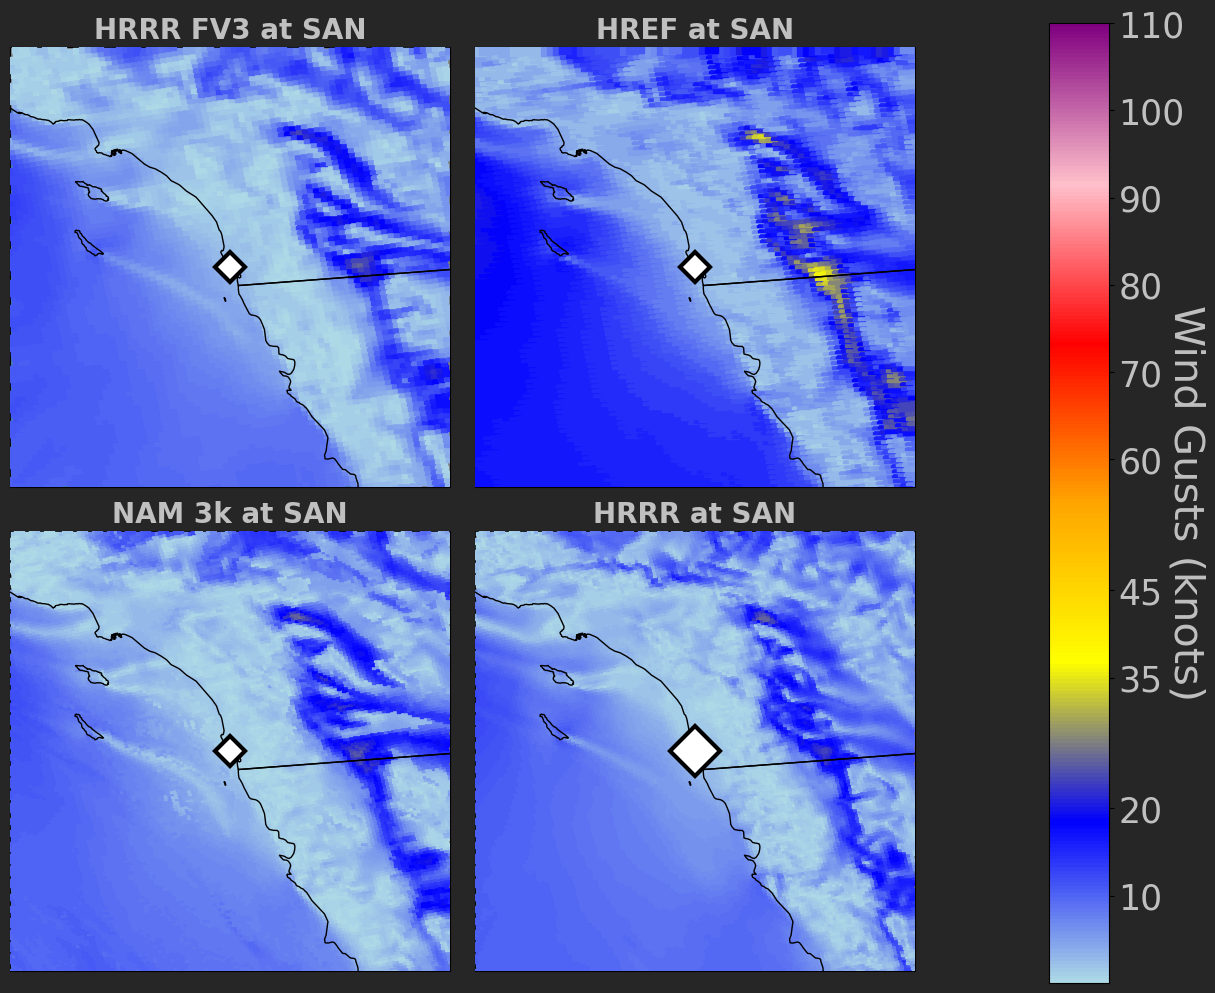 HRRR FV3 at SAN
HREF at SAN
NAM 3k at SAN
HRRR at SAN
110
100
90
80
70
60
45
35
20
10
Wind Gusts (knots)